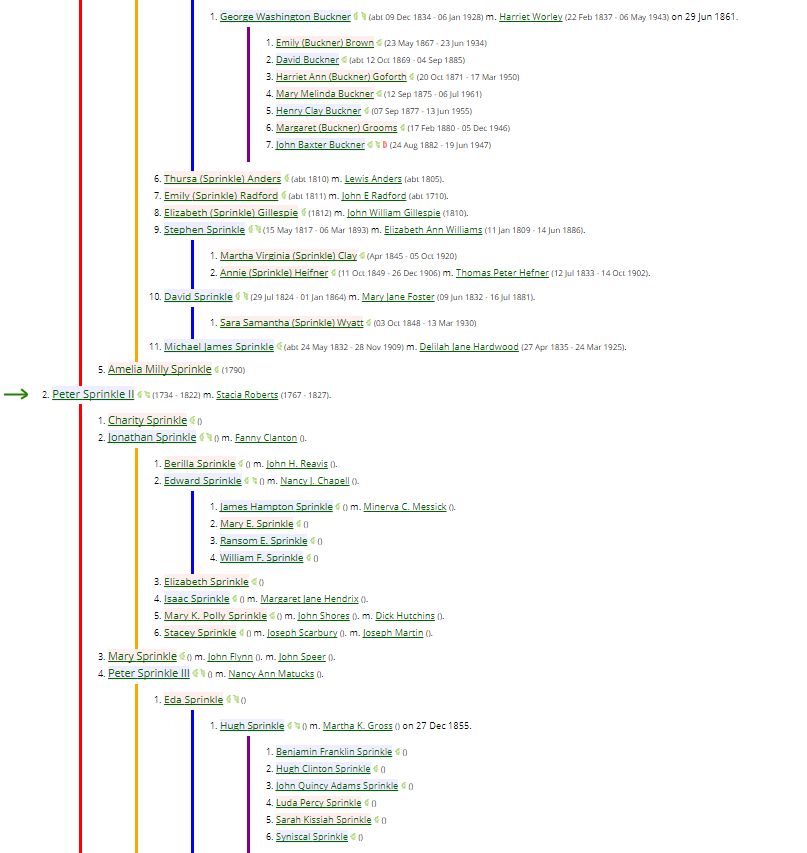 1. George Washington Buckner (abt 09 Dec 1834 - 06 Jan 1928) m. Harriet Worley (22 Feb 1837 - 06 May 1943) on 29 Jun 1861.
1. Emily (Buckner) Brown (23 May 1867 - 23 Jun 1934)
2. David Buckner (abt 12 Oct 1869 - 04 Sep 1885)
3. Harriet Ann (Buckner) Goforth (20 Oct 1871 - 17 Mar 1950)
4. Mary Melinda Buckner (12 Sep 1875 - 06 Jul 1961)
5. Henry Clay Buckner (07 Sep 1877 - 13 Jun 1955)
6. Margaret (Buckner) Grooms (17 Feb 1880 - 05 Dec 1946)
7. John Baxter Buckner D (24 Aug 1882 - 19 Jun 1947)
6. Thursa (Sprinkle) Anders (abt 1810) m. Lewis Anders (abt 1805).
7. Emily (Sprinkle) Radford (abt 1811) m. John E Radford (abt 1710).
8. Elizabeth (Sprinkle) Gillespie (1812) m. John William Gillespie (1810).
9. Stephen Sprinkle (15 May 1817 - 06 Mar 1893) m. Elizabeth Ann Williams (11 Jan 1809 - 14 Jun 1886).
1. Martha Virginia (Sprinkle) Clay (Apr 1845 - 05 Oct 1920)
2. Annie (Sprinkle) Heifner (11 Oct 1849 - 26 Dec 1906) m. Thomas Peter Hefner (12 Jul 1833 - 14 Oct 1902).
10. David Sprinkle (29 Jul 1824 - 01 Jan 1864) m. Mary Jane Foster (09 Jun 1832 - 16 Jul 1881).
1. Sara Samantha (Sprinkle) Wyatt (03 Oct 1848 - 13 Mar 1930)
11. Michael James Sprinkle (abt 24 May 1832 - 28 Nov 1909) m. Delilah Jane Hardwood (27 Apr 1835 - 24 Mar 1925).
5. Amelia Milly Sprinkle (1790)
2. Peter Sprinkle II (1734 - 1822) m. Stacia Roberts (1767 - 1827).
1. Charity Sprinkle ()
2. Jonathan Sprinkle () m. Fanny Clanton ().
1. Berilla Sprinkle () m. John H. Reavis ().
2. Edward Sprinkle () m. Nancy J. Chapell ().
1. James Hampton Sprinkle () m. Minerva C. Messick ().
2. Mary E. Sprinkle ()
3. Ransom E. Sprinkle ()
4. William F. Sprinkle ()
3. Elizabeth Sprinkle ()
4. Isaac Sprinkle () m. Margaret Jane Hendrix ().
5. Mary K. Polly Sprinkle () m. John Shores (). m. Dick Hutchins ().
6. Stacey Sprinkle () m. Joseph Scarbury (). m. Joseph Martin ().
3. Mary Sprinkle () m. John Flynn (). m. John Speer ().
4. Peter Sprinkle III () m. Nancy Ann Matucks ().
1. Eda Sprinkle ()
1. Hugh Sprinkle () m. Martha K. Gross () on 27 Dec 1855.
1. Benjamin Franklin Sprinkle ()
2. Hugh Clinton Sprinkle ()
3. John Quincy Adams Sprinkle ()
4. Luda Percy Sprinkle ()
5. Sarah Kissiah Sprinkle ()
6. Syniscal Sprinkle ()